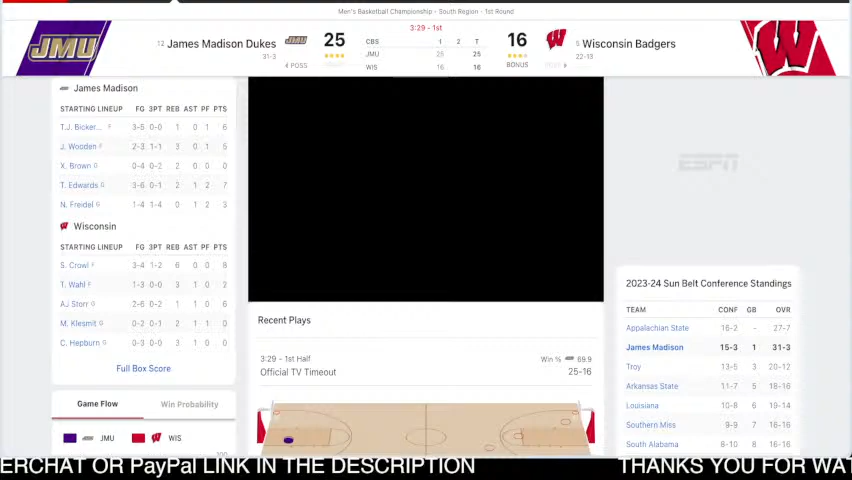 Men's Basketball Championship - South Region - 1st Round
JMU
12 James Madison Dukes
31-3
JMU
25
POSS
3:29 - 1st
CBS 1 2 T
JMU 25 25
WIS 16 16
16
BONUS
W
5 Wisconsin Badgers
22-13
W
James Madison
STARTING LINEUP FG 3PT REB AST PF PTS
T.J. Bicker... F 3-5 0-0 1 0 1 6
J. Wooden F 2-3 1-1 3 0 1 5
X. Brown G 0-4 0-2 2 0 0 0
T. Edwards G 3-6 0-1 2 1 2 7
N. Freidel G 1-4 1-4 0 1 2 3
Wisconsin
STARTING LINEUP FG 3PT REB AST PF PTS
S. Crowl F 3-4 1-2 6 0 0 8
T. Wahl F 1-3 0-0 3 1 0 2
AJ Storr G 2-6 0-2 1 1 0 6
M. Klesmit G 0-2 0-1 2 1 1 0
C. Hepburn G 0-3 0-0 3 1 0 0
Full Box Score
Game Flow Win Probability
JMU WIS
100
Recent Plays
3:29 - 1st Half Win % 69.9
Official TV Timeout 25-16
ESPN
2023-24 Sun Belt Conference Standings
TEAM CONF GB OVR
Appalachian State 16-2 - 27-7
James Madison 15-3 1 31-3
Troy 13-5 3 20-12
Arkansas State 11-7 5 18-16
Louisiana 10-8 6 19-14
Southern Miss 9-9 7 16-16
South Alabama 8-10 8 16-16
ERCHAT OR PayPal LINK IN THE DESCRIPTION THANKS YOU FOR WAT